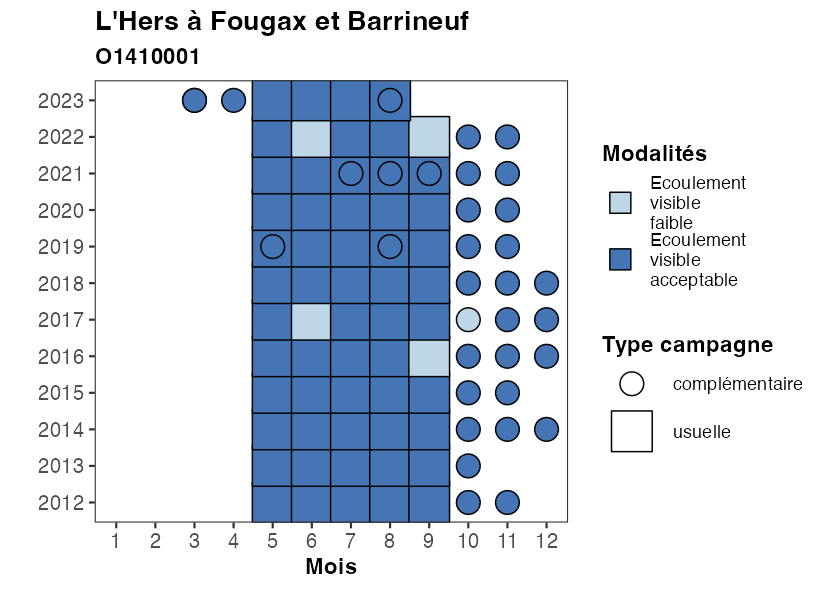 L'Hers à Fougax et Barrineuf
O1410001
2023
2022
2021
2020
2019
2018
2017
2016
2015
2014
2013
2012
1 2 3 4 5 6 7 8 9 10 11 12
Mois
Modalités
Ecoulement
visible
faible
Ecoulement
visible
acceptable
Type campagne
complémentaire
usuelle